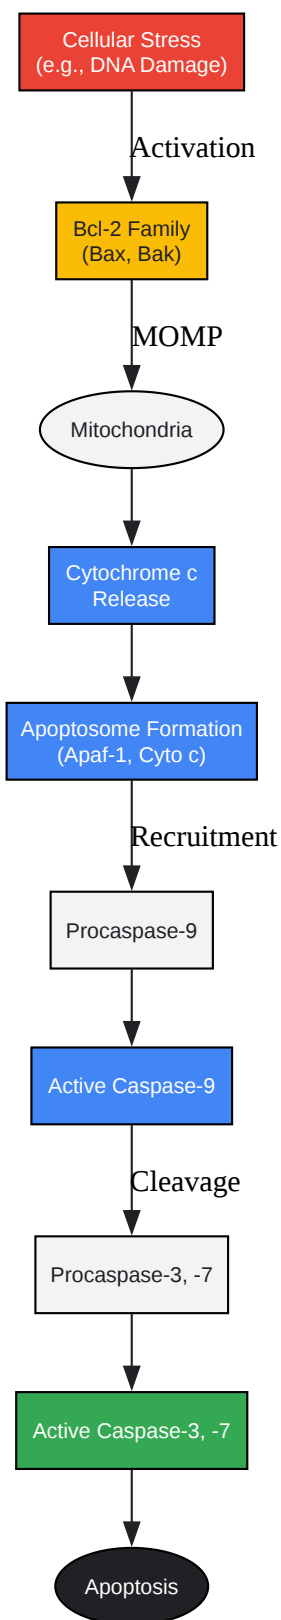 Cellular Stress
(e.g., DNA Damage)
Activation
Bcl-2 Family
(Bax, Bak)
MOMP
Mitochondria
Cytochrome c
Release
Apoptosome Formation
(Apaf-1, Cyto c)
Recruitment
Procaspase-9
Active Caspase-9
Cleavage
Procaspase-3, -7
Active Caspase-3, -7
Apoptosis